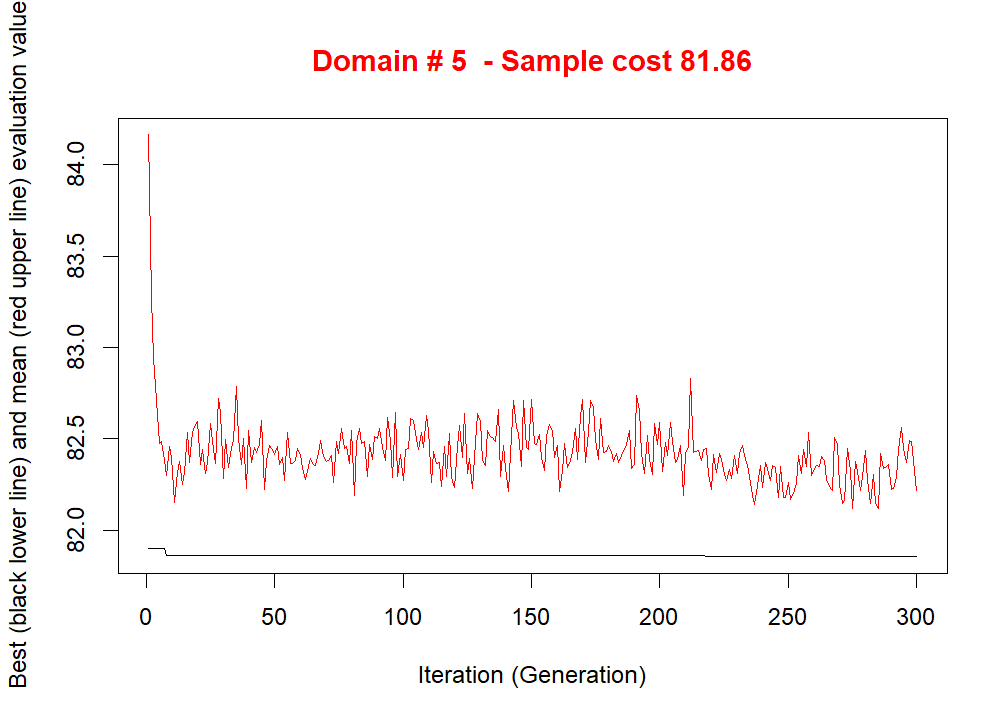 Domain # 5  - Sample cost 81.86
Best (black lower line) and mean (red upper line) evaluation value
84.0
83.5
83.0
82.5
82.0
0 50 100 150 200 250 300
Iteration (Generation)